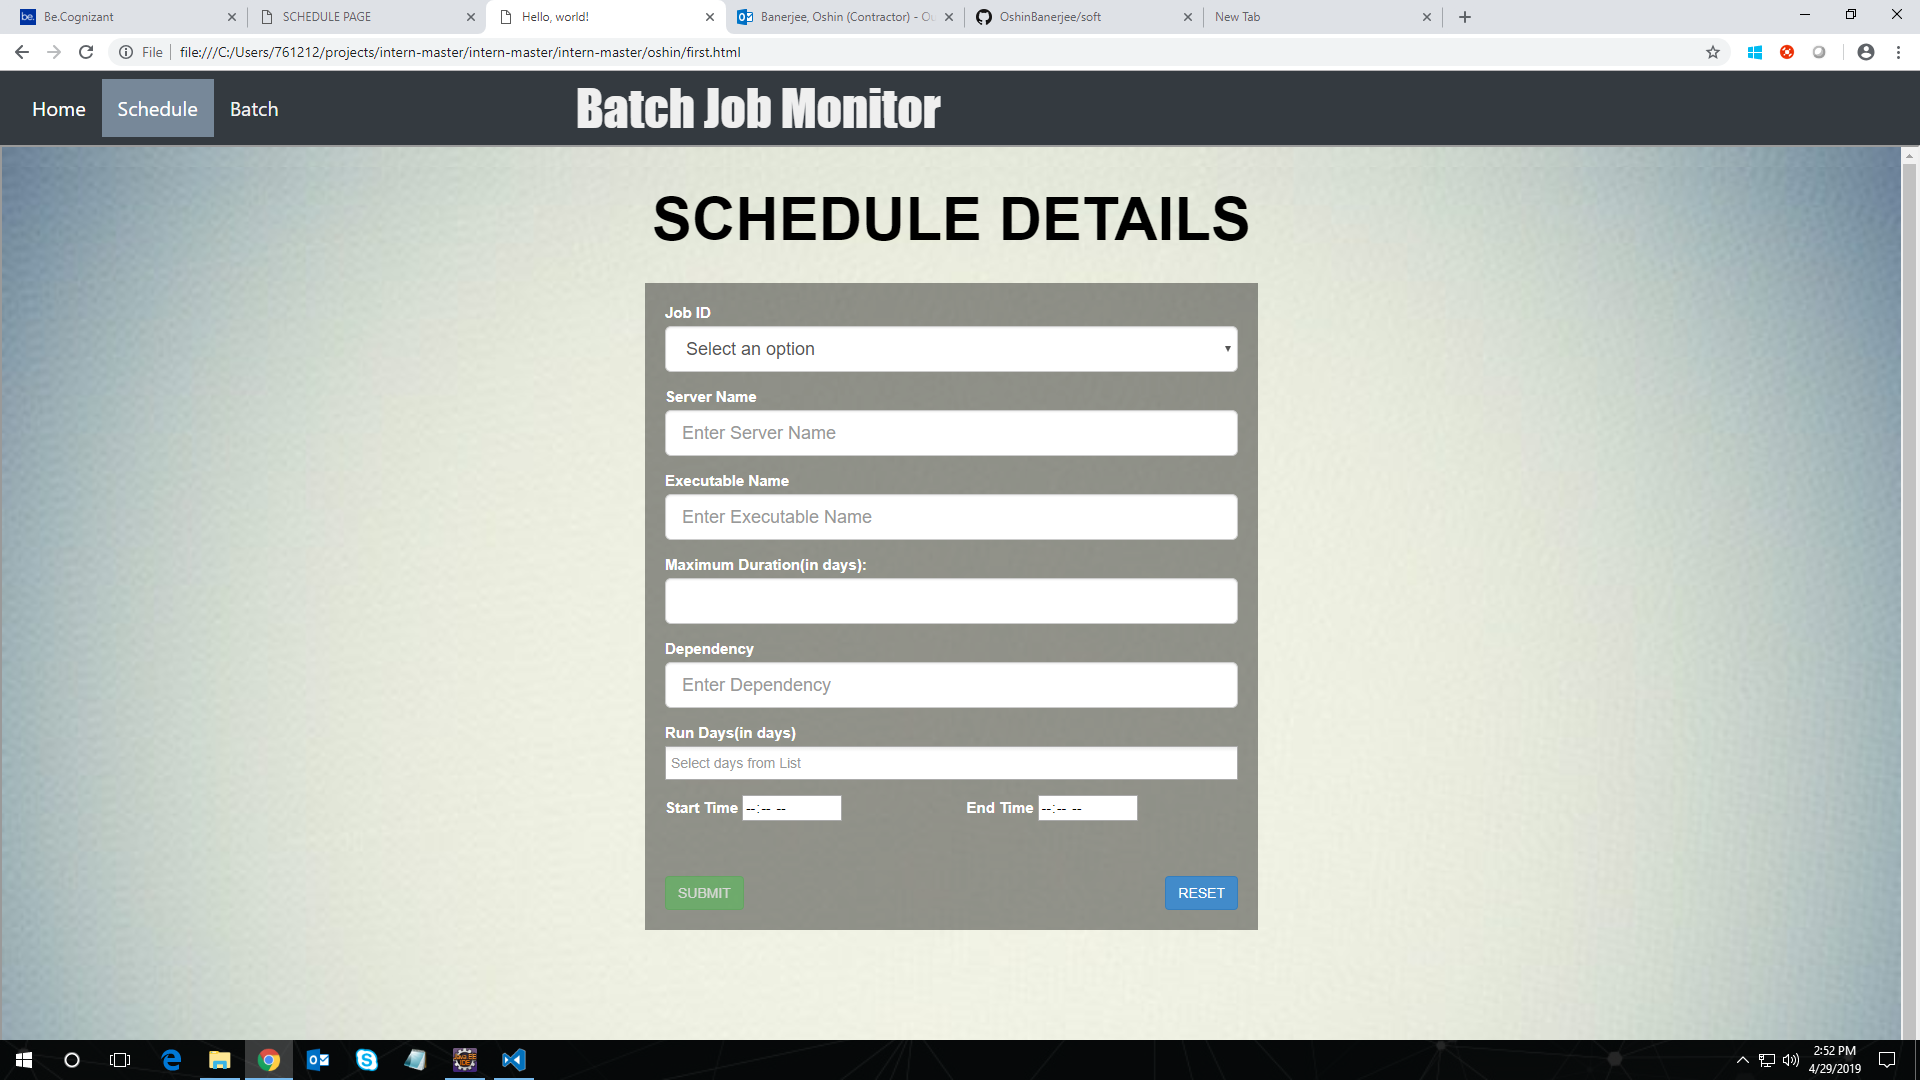 be. Be.Cognizant
SCHEDULE PAGE
Hello, world!
Banerjee, Oshin (Contractor) - Ou
OshinBanerjee/soft
New Tab
File file:///C:/Users/761212/projects/intern-master/intern-master/intern-master/oshin/first.html
Home Schedule Batch
Batch Job Monitor
SCHEDULE DETAILS
Job ID
Select an option
Server Name
Enter Server Name
Executable Name
Enter Executable Name
Maximum Duration(in days):
Dependency
Enter Dependency
Run Days(in days)
Select days from List
Start Time --:-- -- End Time --:-- --
SUBMIT RESET
2:52 PM
4/29/2019